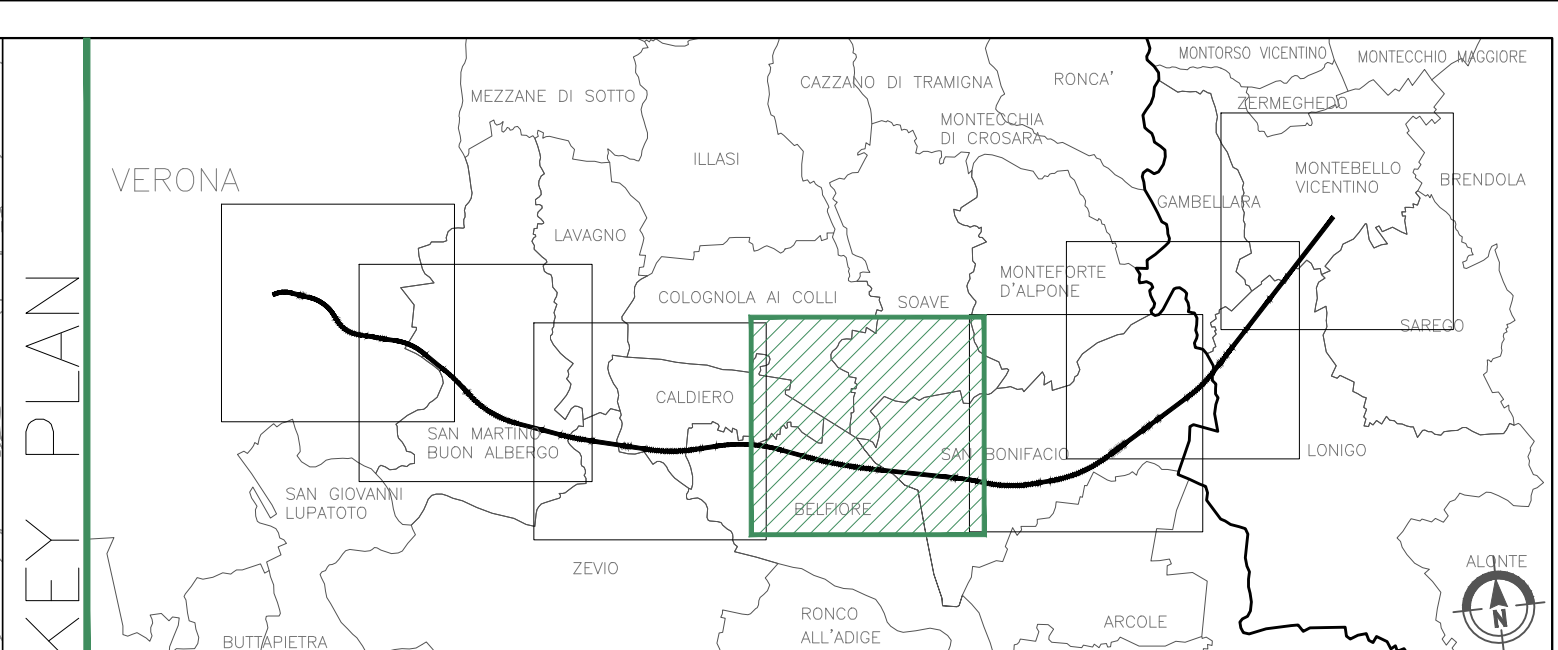 KEY PLAN
MONTORSO VICENTINO
MONTECCHIO MAGGIORE
CAZZANO DI TRAMIGNA
RONCA'
MEZZANE DI SOTTO
ZERMEGHEDO
MONTECCHIA
DI CROSARA
ILLASI
VERONA
MONTEBELLO
VICENTINO
BRENDOLA
GAMBELLARA
LAVAGNO
MONTEFORTE
D'ALPONE
COLOGNOLA AI COLLI
SOAVE
SAREGO
CALDIERO
SAN MARTINO
BUON ALBERGO
SAN BONIFACIO
LONIGO
SAN GIOVANNI
LUPATOTO
BELFIORE
ZEVIO
ALONTE
RONCO
ALL'ADIGE
ARCOLE
BUTTAPIETRA
N